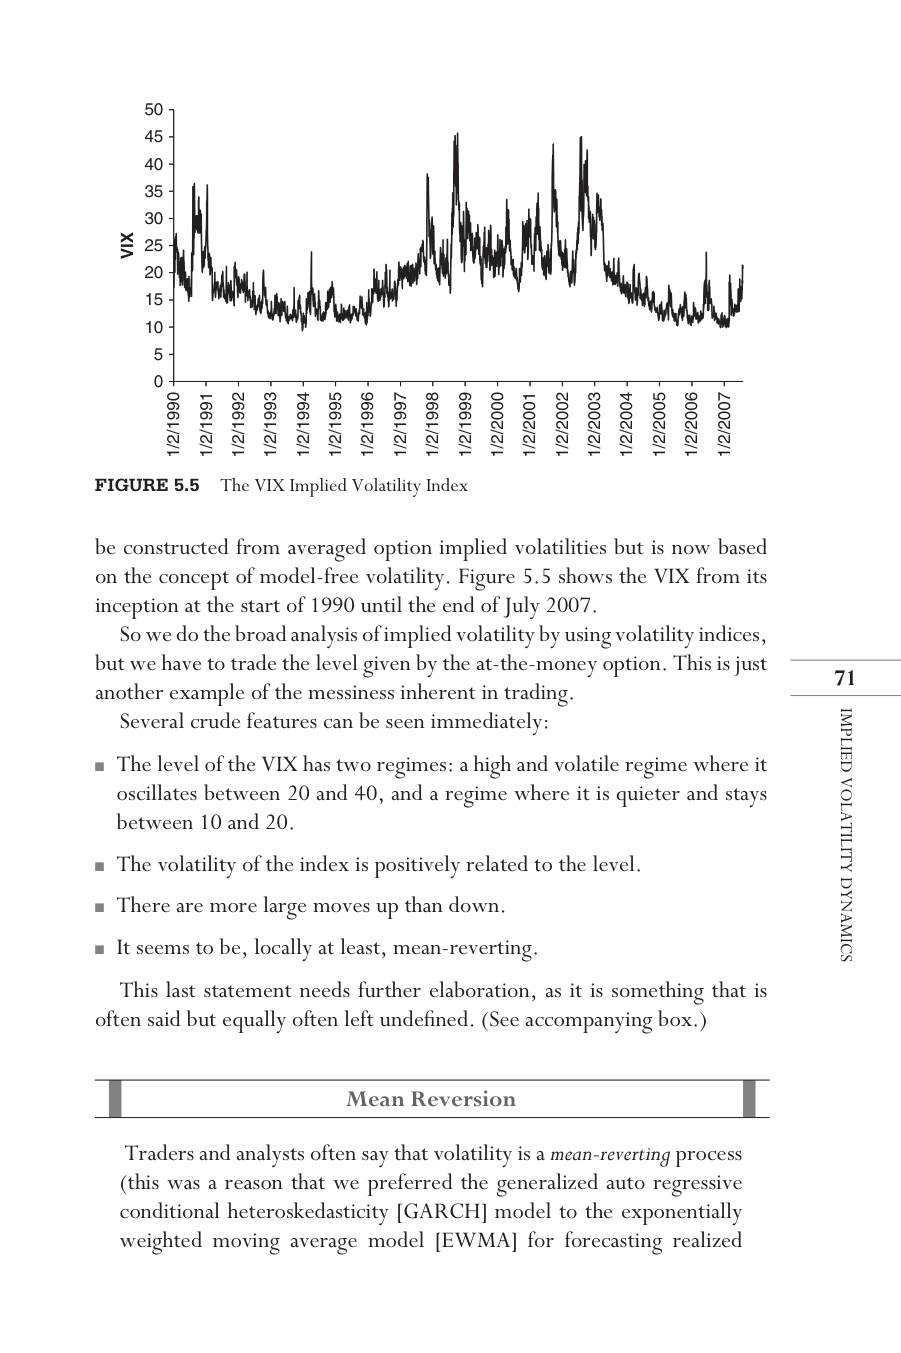 50
45
40
35
30
25
20
15
10
5
0
VIX
1/2/1990
1/2/1991
1/2/1992
1/2/1993
1/2/1994
1/2/1995
1/2/1996
1/2/1997
1/2/1998
1/2/1999
1/2/2000
1/2/2001
1/2/2002
1/2/2003
1/2/2004
1/2/2005
1/2/2006
1/2/2007
FIGURE 5.5 The VIX Implied Volatility Index
be constructed from averaged option implied volatilities but is now based
on the concept of model-free volatility. Figure 5.5 shows the VIX from its
inception at the start of 1990 until the end of July 2007.
So we do the broad analysis of implied volatility by using volatility indices,
but we have to trade the level given by the at-the-money option. This is just
another example of the messiness inherent in trading.
Several crude features can be seen immediately:
■ The level of the VIX has two regimes: a high and volatile regime where it
oscillates between 20 and 40, and a regime where it is quieter and stays
between 10 and 20.
■ The volatility of the index is positively related to the level.
■ There are more large moves up than down.
■ It seems to be, locally at least, mean-reverting.
This last statement needs further elaboration, as it is something that is
often said but equally often left undefined. (See accompanying box.)
Mean Reversion
Traders and analysts often say that volatility is a mean-reverting process
(this was a reason that we preferred the generalized auto regressive
conditional heteroskedasticity [GARCH] model to the exponentially
weighted moving average model [EWMA] for forecasting realized
71
IMPLIED VOLATILITY DYNAMICS